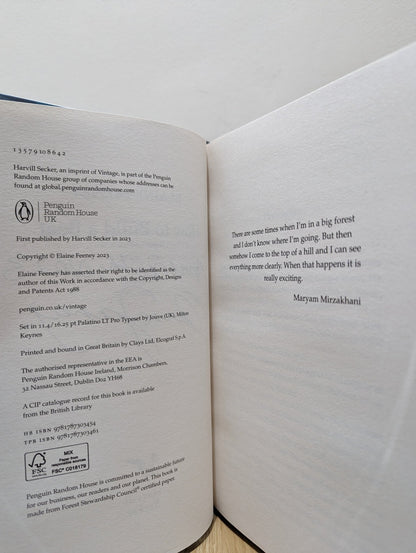 1 3 5 7 9 10 8 6 4 2
Harvill Secker, an imprint of Vintage, is part of the Penguin
Random House group of companies whose addresses can be
found at global.penguinrandomhouse.com
Penguin
Random House
UK
First published by Harvill Secker in 2023
Copyright © Elaine Feeney 2023
Elaine Feeney has asserted their right to be identified as the
author of this Work in accordance with the Copyright, Designs
and Patents Act 1988
penguin.co.uk/vintage
Set in 11.4/16.25 pt Palatino LT Pro Typeset by Jouve (UK), Milton
Keynes
Printed and bound in Great Britain by Clays Ltd, Elcograf S.p.A.
The authorised representative in the EEA is
Penguin Random House Ireland, Morrison Chambers,
32 Nassau Street, Dublin D02 YH68
A CIP catalogue record for this book is available
from the British Library
HB ISBN 9781787303454
TPB ISBN 9781787303461
FSC
www.fsc.org
MIX
Paper from
responsible sources
FSC® C018179
Penguin Random House is committed to a sustainable future
for our business, our readers and our planet. This book is
made from Forest Stewardship Council® certified paper.
There are some times when I'm in a big forest
and I don't know where I'm going. But then
somehow I come to the top of a hill and I can see
everything more clearly. When that happens it is
really exciting.
Maryam Mirzakhani